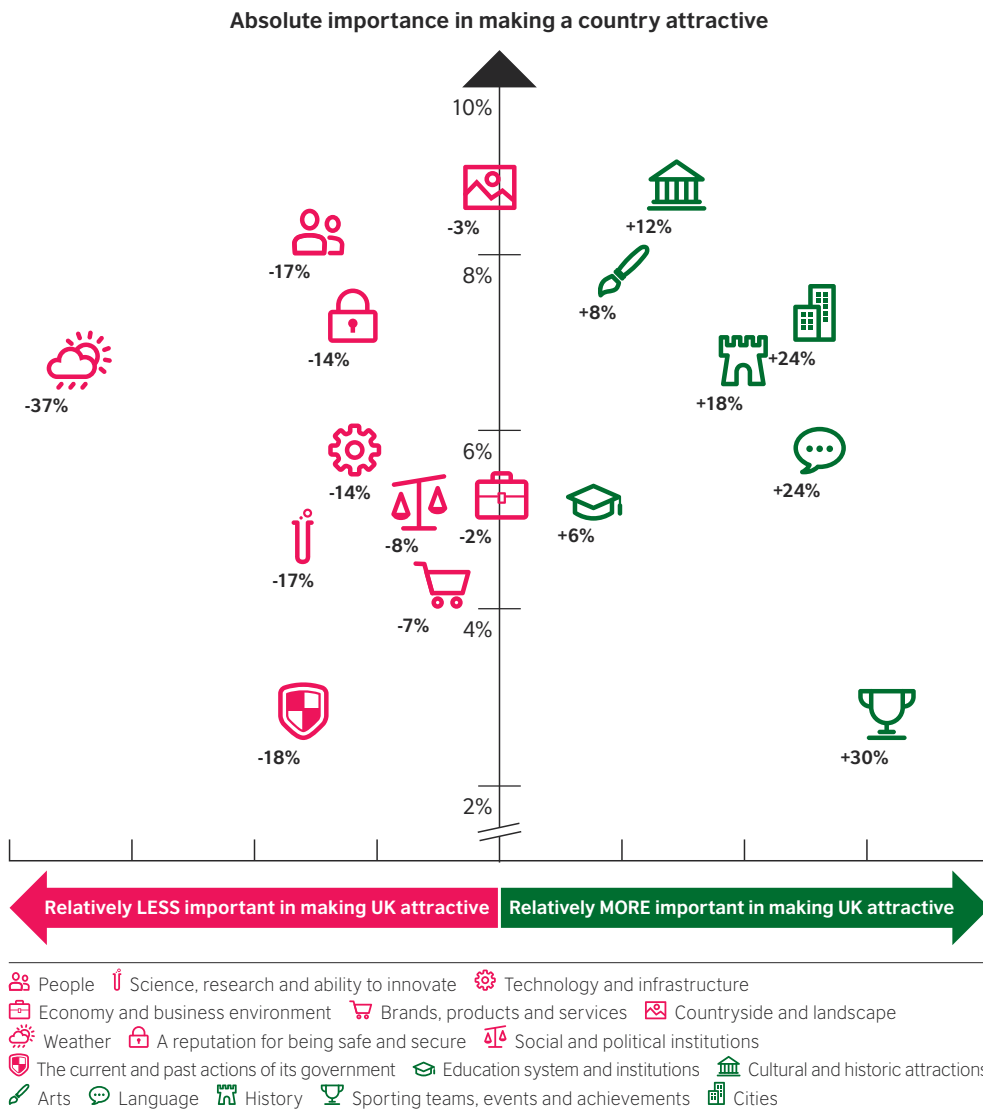 Absolute importance in making a country attractive
10%
-3%
+12%
-17%
8%
+8%
-14%
+24%
-37%
+18%
6%
-14%
+24%
-8%
-2%
+6%
-17%
-7%
4%
-18%
+30%
2%
Relatively LESS important in making UK attractive
Relatively MORE important in making UK attractive
People Science, research and ability to innovate Technology and infrastructure
Economy and business environment Brands, products and services Countryside and landscape
Weather A reputation for being safe and secure Social and political institutions
The current and past actions of its government Education system and institutions Cultural and historic attractions
Arts Language History Sporting teams, events and achievements Cities